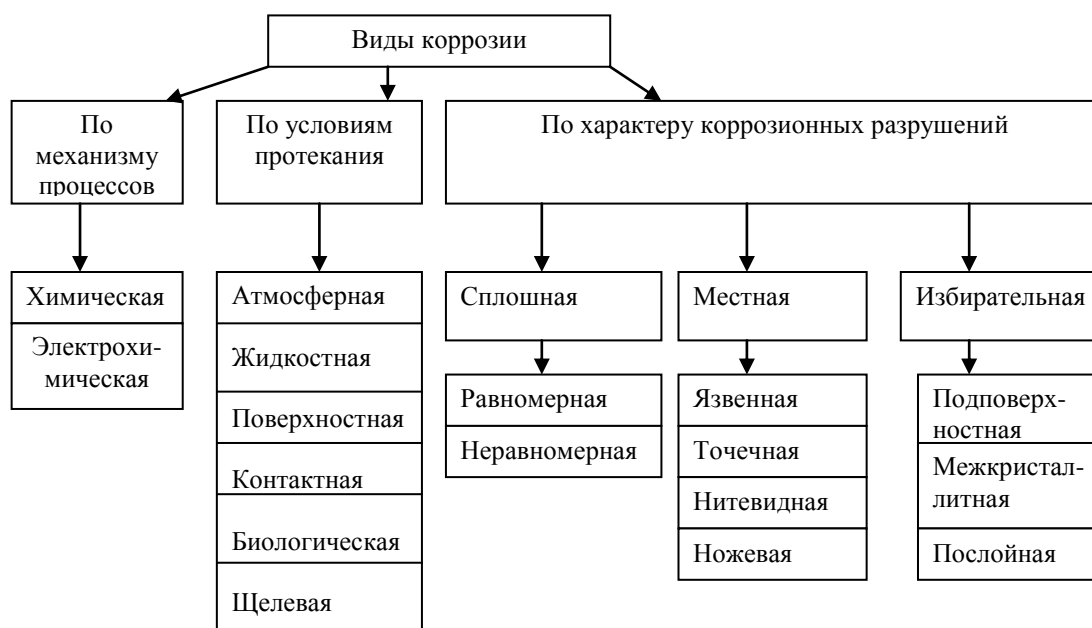 Виды коррозии
По
механизму
процессов
По условиям
протекания
По характеру коррозионных разрушений
Химическая
Электрохи-
мическая
Атмосферная
Жидкостная
Поверхностная
Контактная
Биологическая
Щелевая
Сплошная
Равномерная
Неравномерная
Местная
Язвенная
Точечная
Нитевидная
Ножевая
Избирательная
Подповерх-
ностная
Межкристал-
литная
Послойная